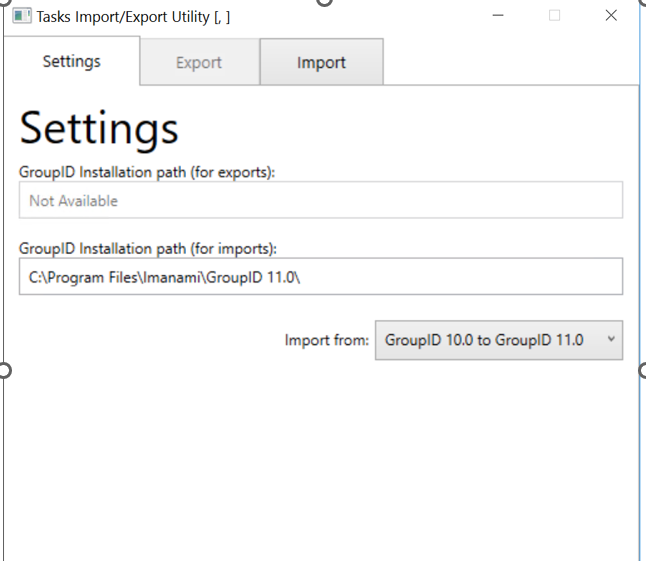 Tasks Import/Export Utility [, ]
Settings Export Import
Settings
GroupID Installation path (for exports):
Not Available
GroupID Installation path (for imports):
C:\Program Files\Imanami\GroupID 11.0\
Import from: GroupID 10.0 to GroupID 11.0